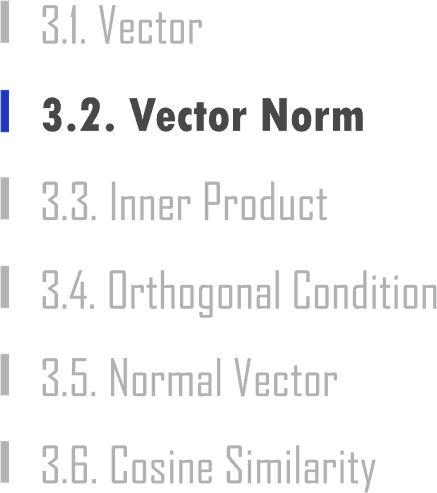 3.1. Vector
3.2. Vector Norm
3.3. Inner Product
3.4. Orthogonal Condition
3.5. Normal Vector
3.6. Cosine Similarity